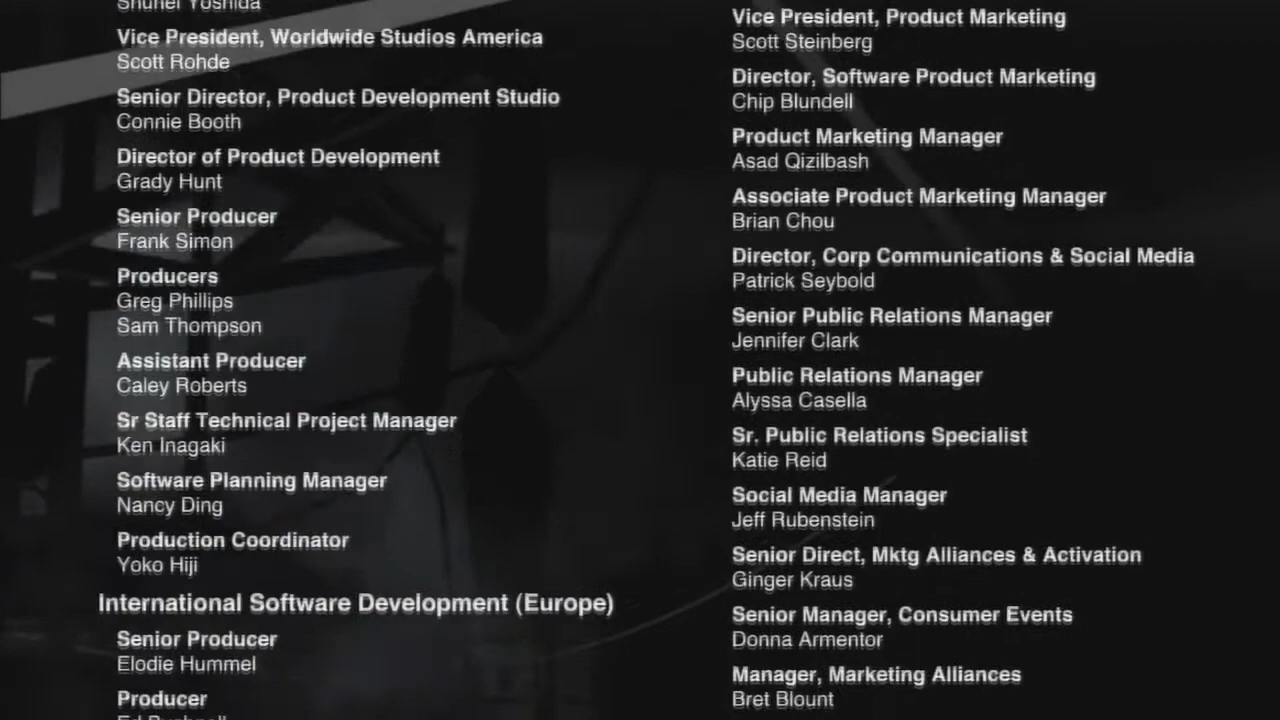 Shuhei Yoshida
Vice President, Worldwide Studios America
Scott Rohde
Senior Director, Product Development Studio
Connie Booth
Director of Product Development
Grady Hunt
Senior Producer
Frank Simon
Producers
Greg Phillips
Sam Thompson
Assistant Producer
Caley Roberts
Sr Staff Technical Project Manager
Ken Inagaki
Software Planning Manager
Nancy Ding
Production Coordinator
Yoko Hiji
International Software Development (Europe)
Senior Producer
Elodie Hummel
Producer
Vice President, Product Marketing
Scott Steinberg
Director, Software Product Marketing
Chip Blundell
Product Marketing Manager
Asad Qizilbash
Associate Product Marketing Manager
Brian Chou
Director, Corp Communications & Social Media
Patrick Seybold
Senior Public Relations Manager
Jennifer Clark
Public Relations Manager
Alyssa Casella
Sr. Public Relations Specialist
Katie Reid
Social Media Manager
Jeff Rubenstein
Senior Direct, Mktg Alliances & Activation
Ginger Kraus
Senior Manager, Consumer Events
Donna Armentor
Manager, Marketing Alliances
Bret Blount